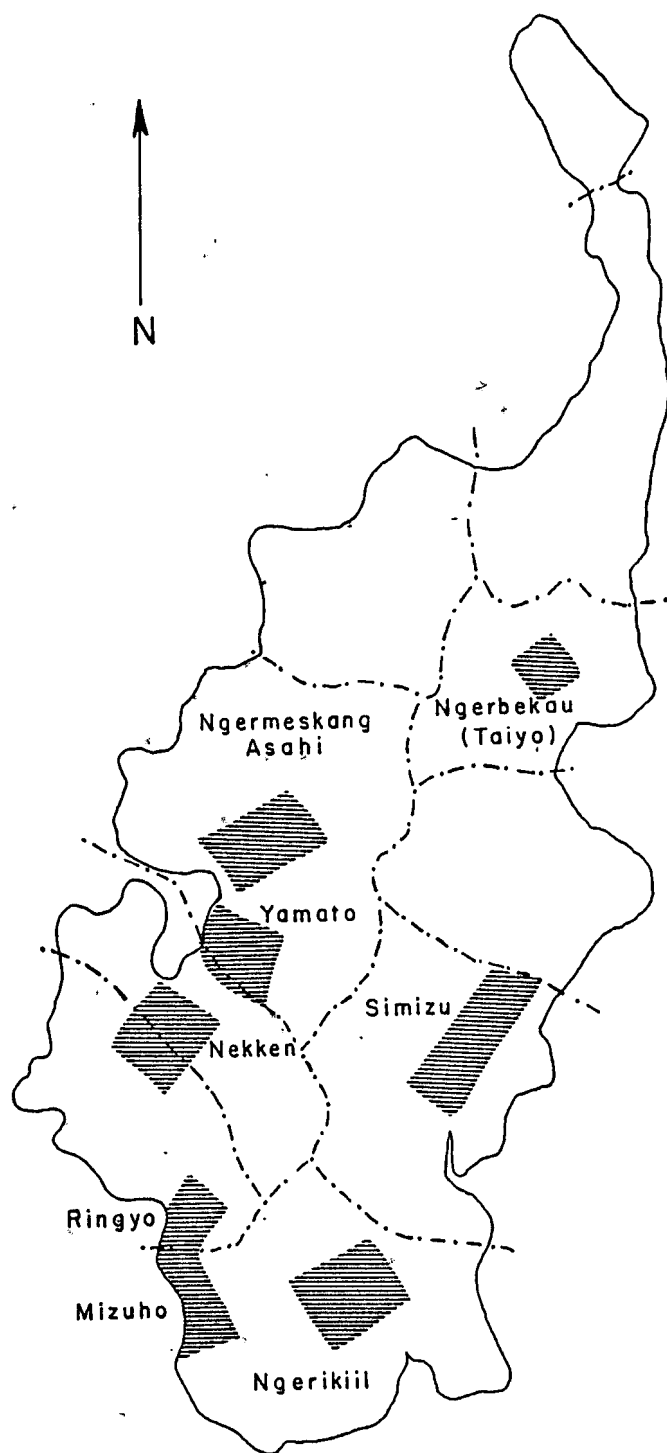 N
Ngermeskang
Asahi
Ngerbekau
(Taiyo)
Yamato
Simizu
Nekken
Ringyo
Mizuho
Ngerikiil